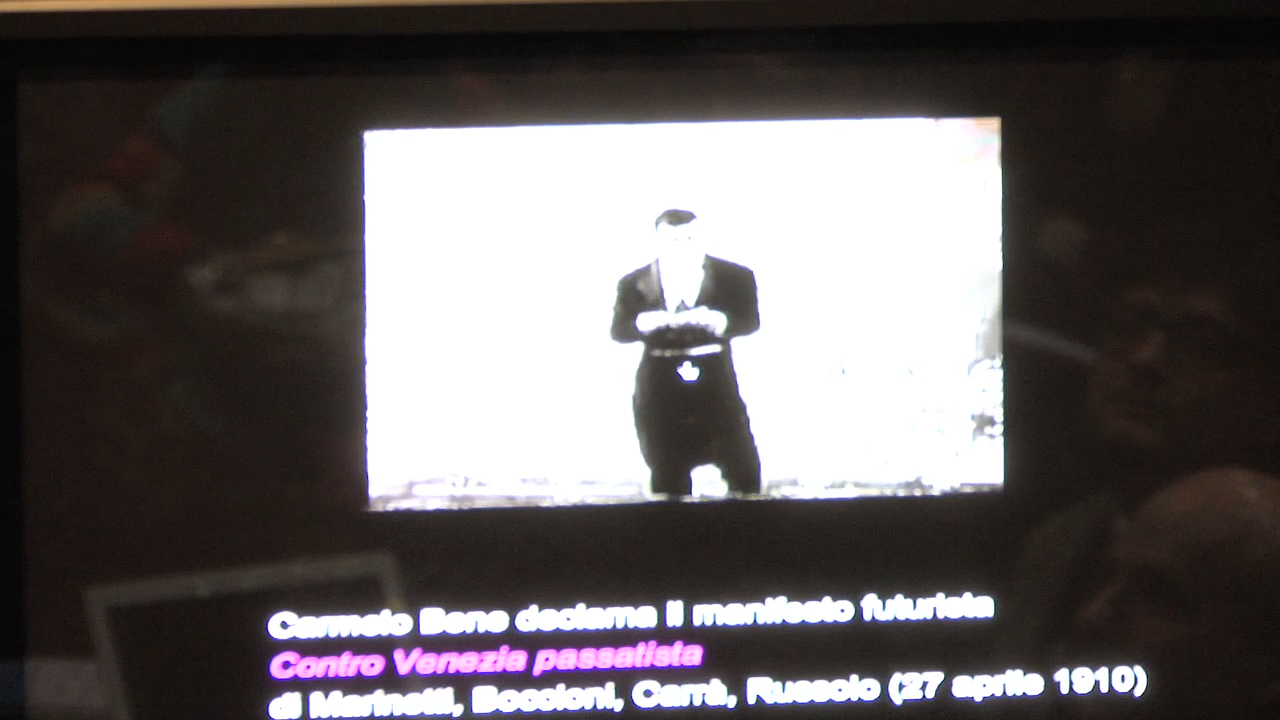 Carmelo Bene declama il manifesto futurista
Contro Venezia passatista
di Marinetti, Boccioni, Carrà, Russolo (27 aprile 1910)